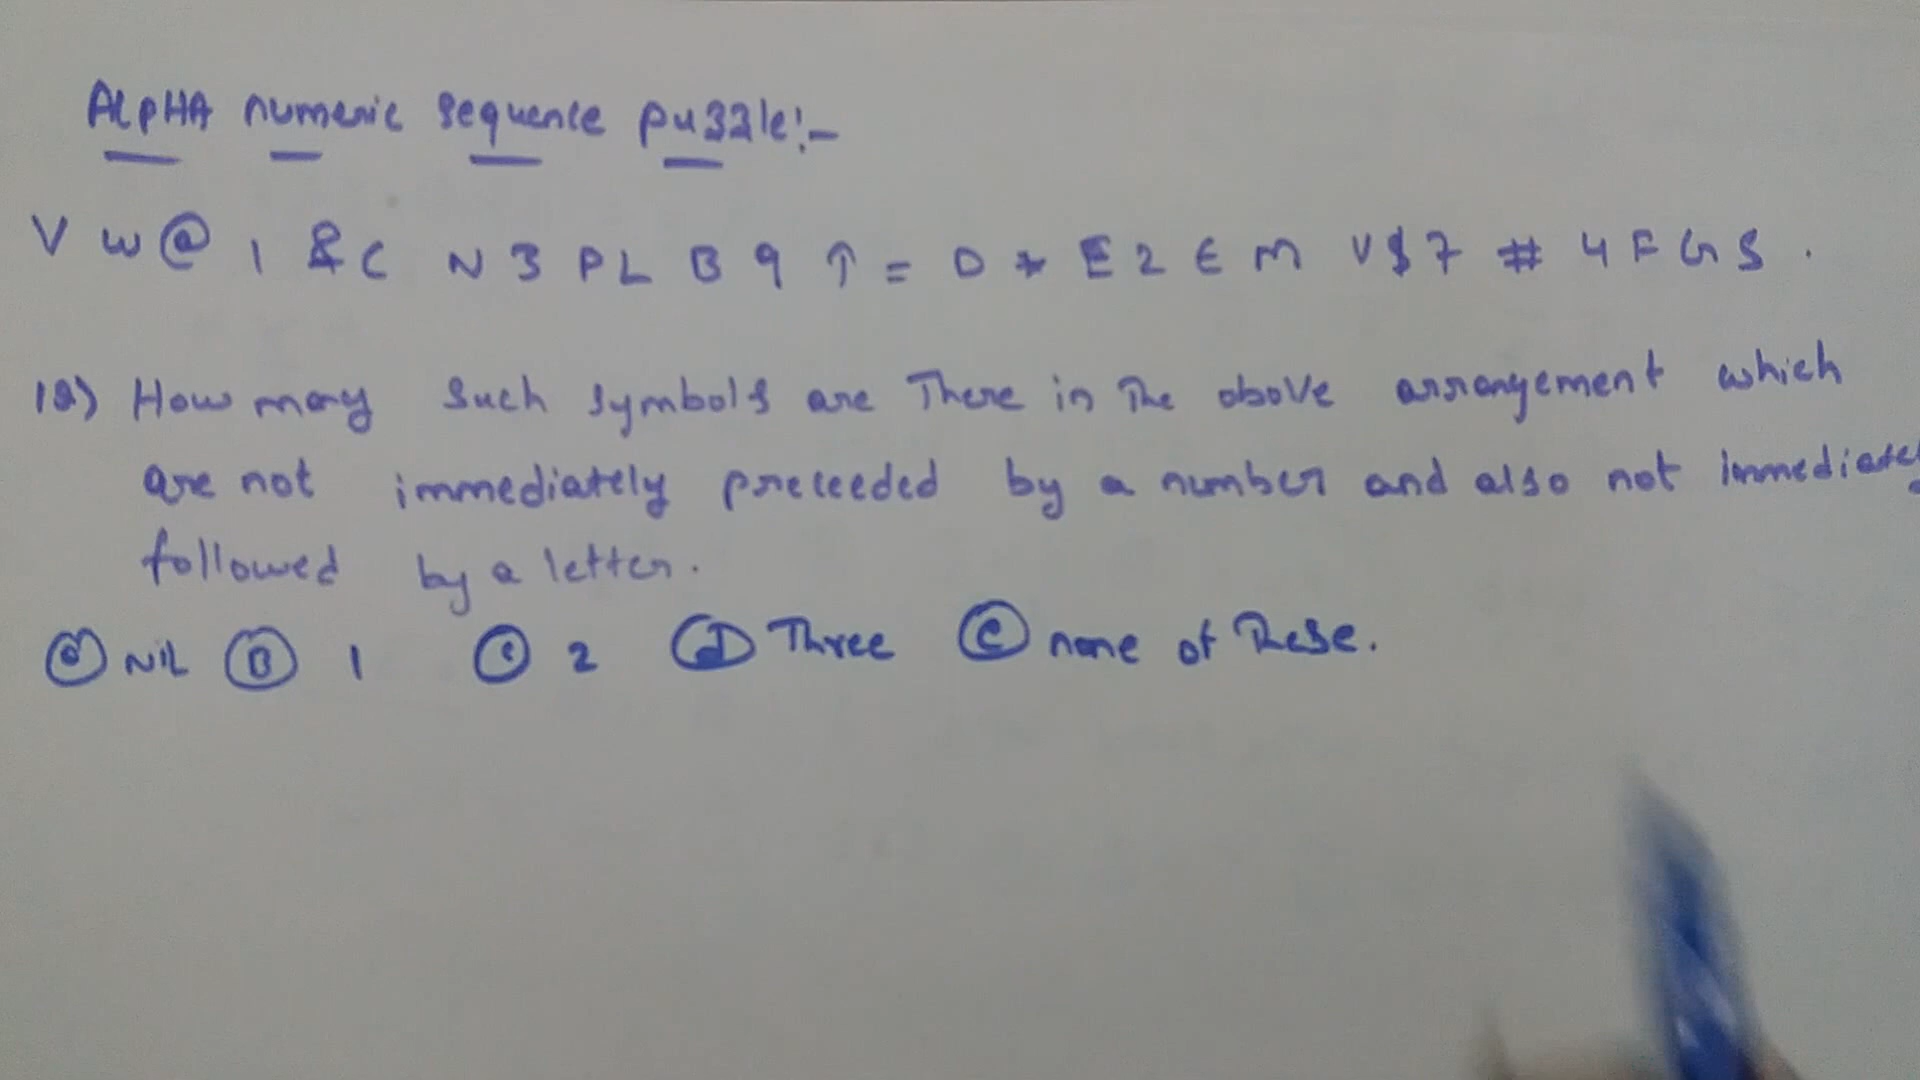 ALPHA numeric sequence puzzle:-
V W @ 1 & C N 3 P L B 9 ↑ = D * E 2 E M V $ 7 # 4 F G S .
12) How many such symbols are There in The above arrangement which
are not immediately preceeded by a number and also not immediately
followed by a letter.
Ⓐ NIL Ⓑ 1 Ⓒ 2 Ⓓ Three Ⓔ none of These.